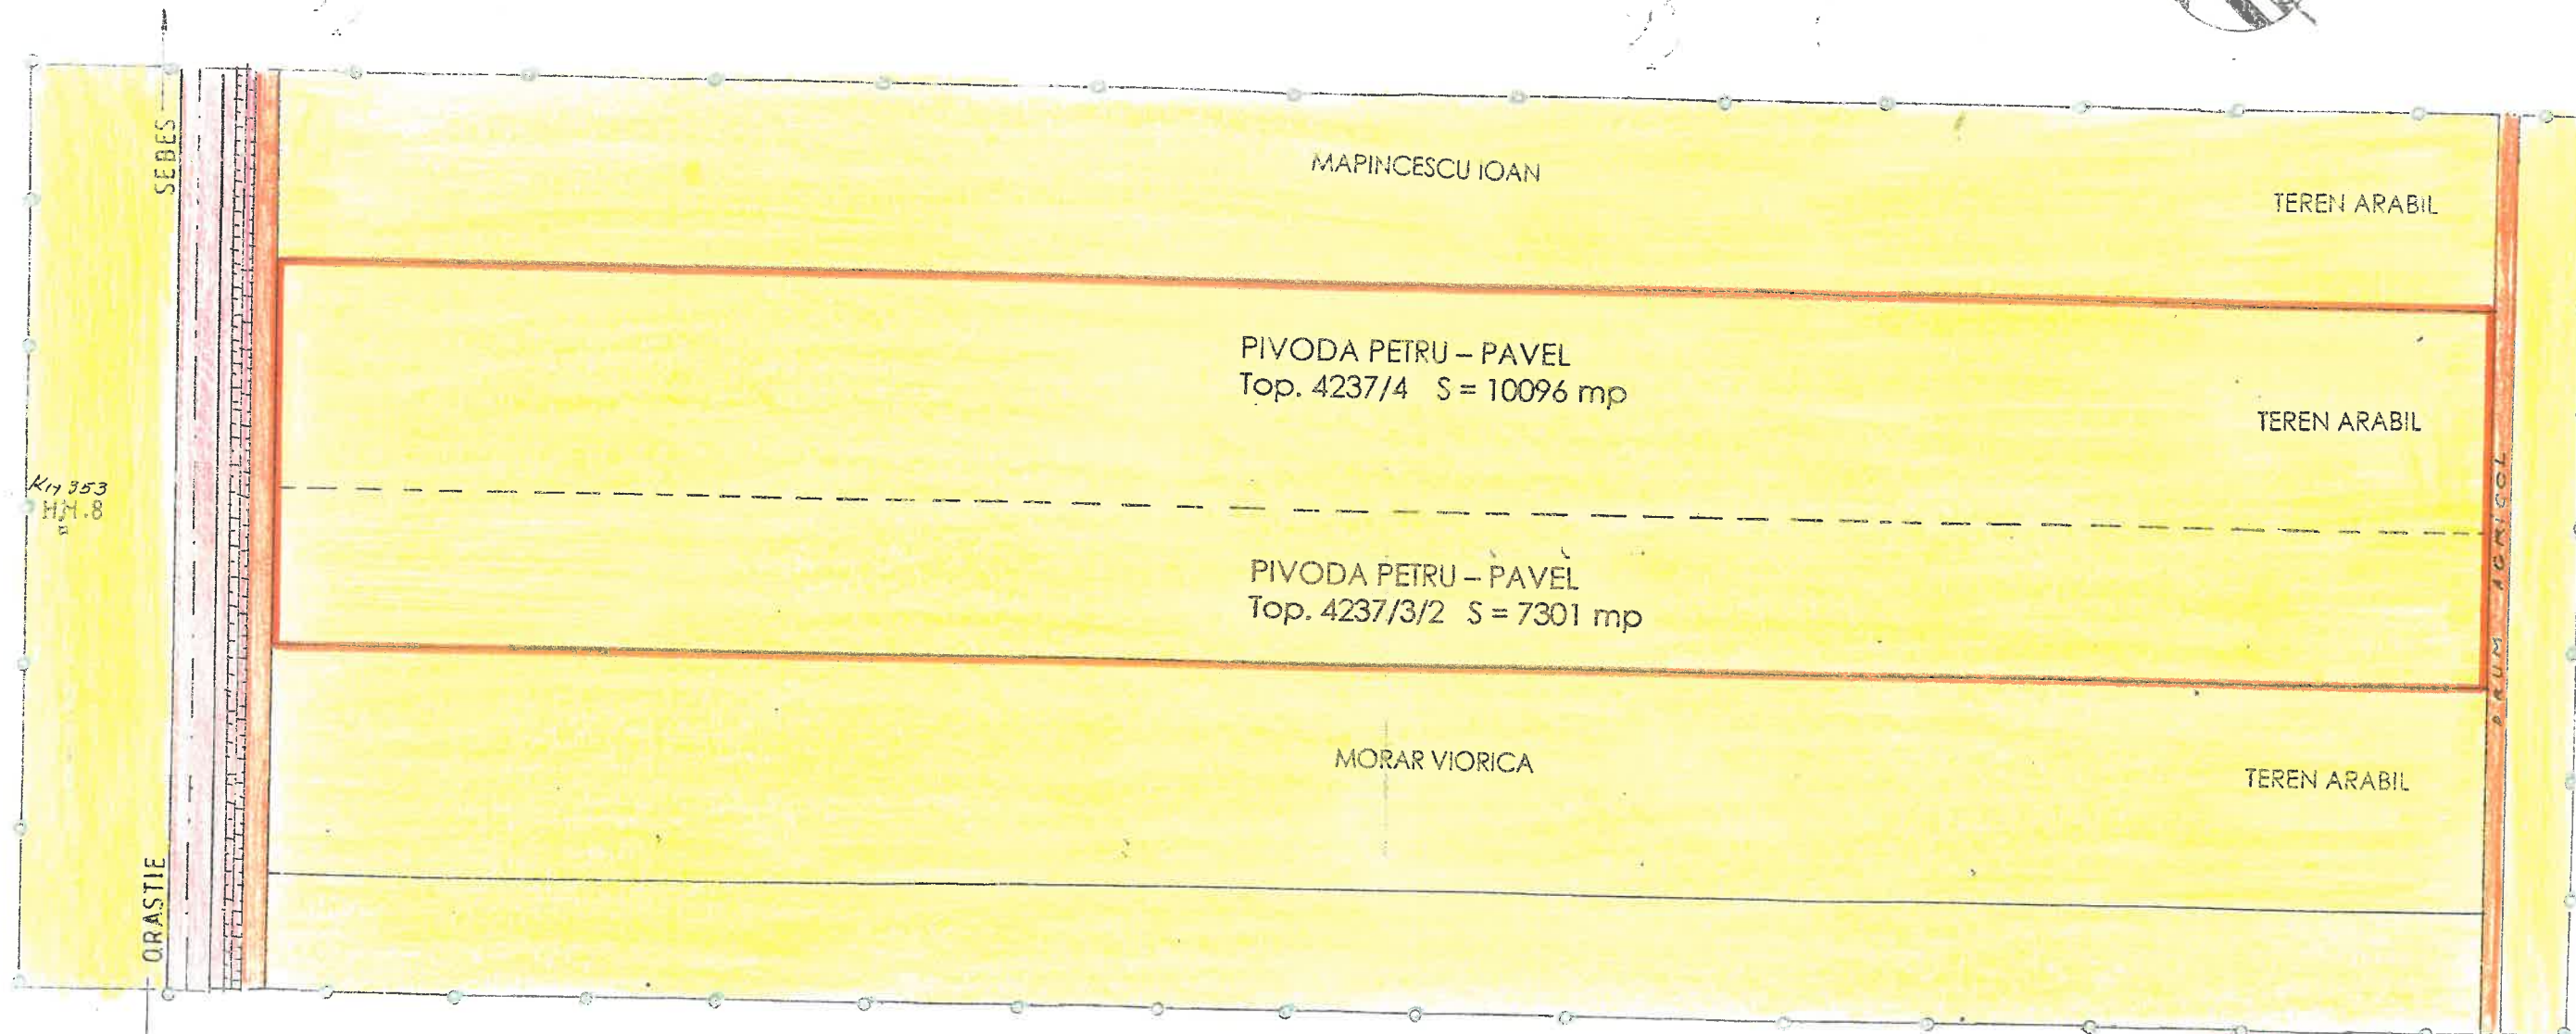 SEBES
MAPINCESCU IOAN
TEREN ARABIL
PIVODA PETRU – PAVEL
Top. 4237/4 S = 10096 mp
TEREN ARABIL
KM 353
HM.8
PIVODA PETRU – PAVEL
Top. 4237/3/2 S = 7301 mp
DRUM AGRICOL
MORAR VIORICA
TEREN ARABIL
ORASTIE